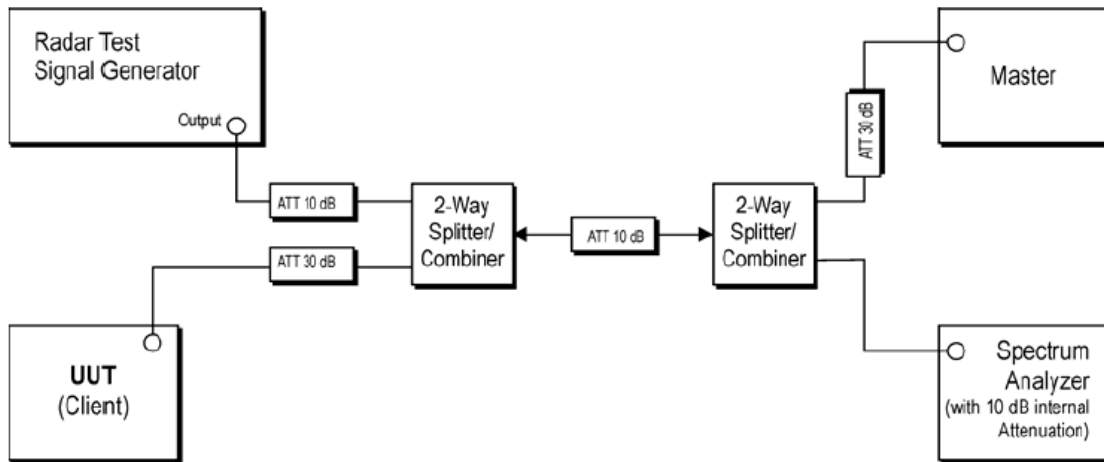 Radar Test
Signal Generator
Output
ATT 10 dB
ATT 30 dB
UUT
(Client)
2-Way
Splitter/
Combiner
ATT 10 dB
2-Way
Splitter/
Combiner
ATT 30 dB
Master
Spectrum
Analyzer
(with 10 dB internal
Attenuation)